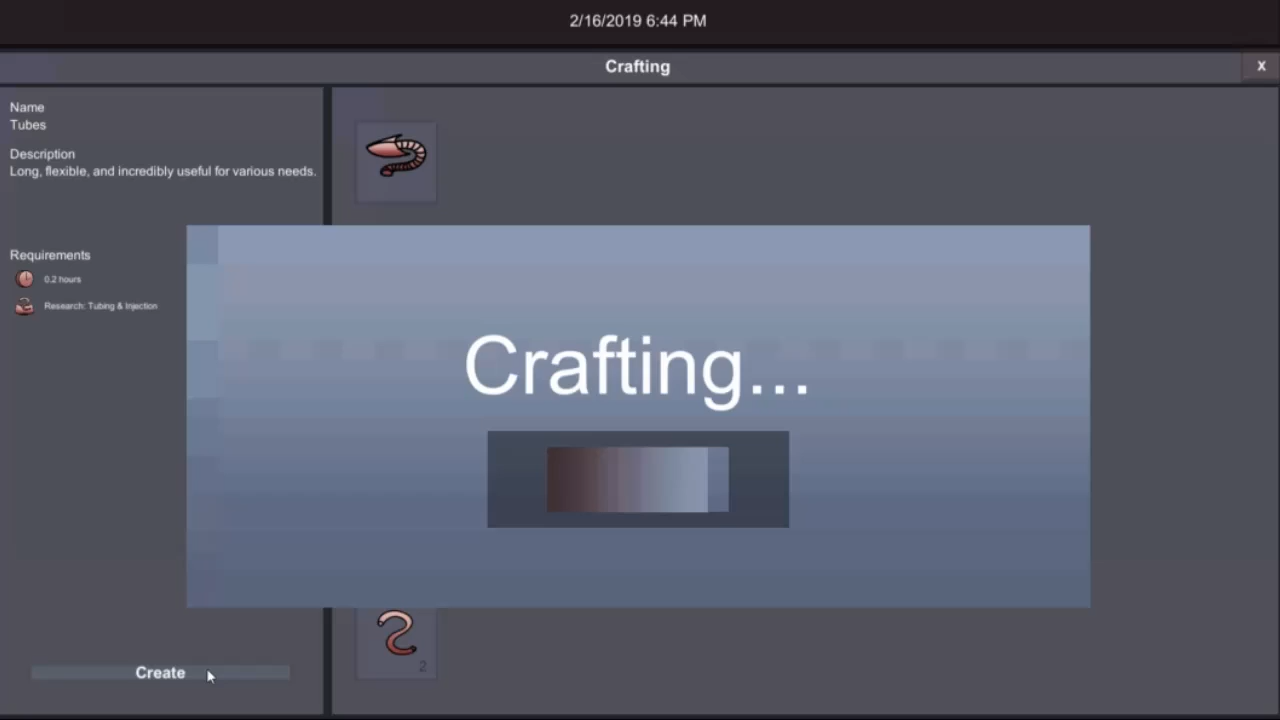 2/16/2019 6:44 PM
Crafting
X
Name
Tubes
Description
Long, flexible, and incredibly useful for various needs.
Requirements
0.2 hours
Research: Tubing & Injection
Crafting...
2
Create